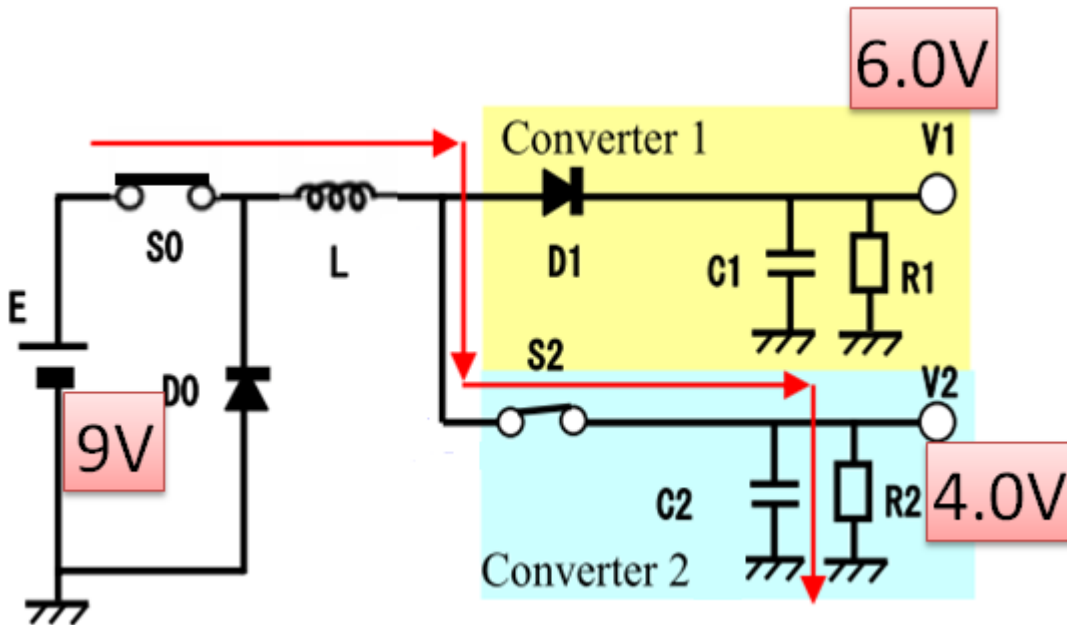 6.0V
Converter 1
V1
S0
L
D1
C1
R1
E
S2
D0
V2
9V
C2
R2
4.0V
Converter 2